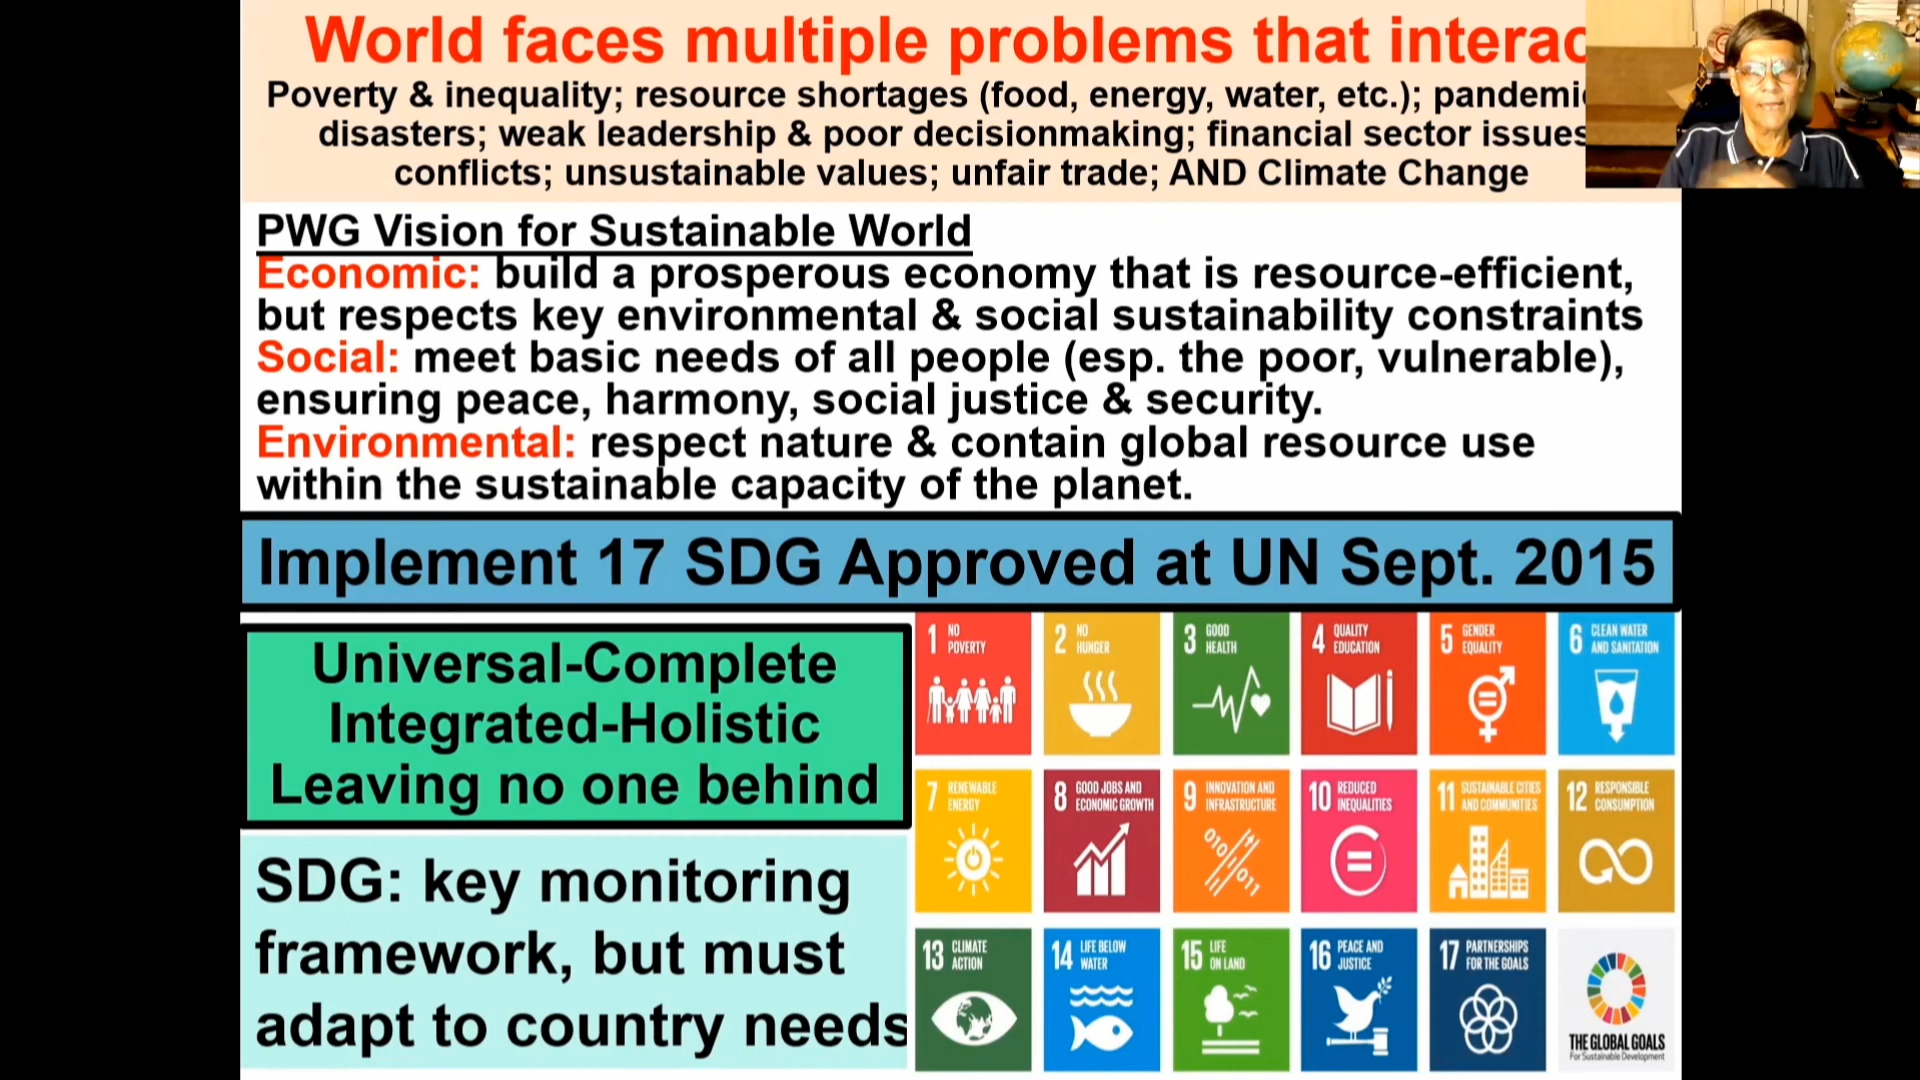 World faces multiple problems that interac
Poverty & inequality; resource shortages (food, energy, water, etc.); pandemi
disasters; weak leadership & poor decisionmaking; financial sector issues
conflicts; unsustainable values; unfair trade; AND Climate Change
PWG Vision for Sustainable World
Economic: build a prosperous economy that is resource-efficient,
but respects key environmental & social sustainability constraints
Social: meet basic needs of all people (esp. the poor, vulnerable),
ensuring peace, harmony, social justice & security.
Environmental: respect nature & contain global resource use
within the sustainable capacity of the planet.
Implement 17 SDG Approved at UN Sept. 2015
Universal-Complete
Integrated-Holistic
Leaving no one behind
SDG: key monitoring
framework, but must
adapt to country needs
1 NO
POVERTY
2 NO
HUNGER
3 GOOD
HEALTH
4 QUALITY
EDUCATION
5 GENDER
EQUALITY
6 CLEAN WATER
AND SANITATION
7 RENEWABLE
ENERGY
8 GOOD JOBS AND
ECONOMIC GROWTH
9 INNOVATION AND
INFRASTRUCTURE
010
011
10 REDUCED
INEQUALITIES
11 SUSTAINABLE CITIES
AND COMMUNITIES
12 RESPONSIBLE
CONSUMPTION
13 CLIMATE
ACTION
14 LIFE BELOW
WATER
15 LIFE
ON LAND
16 PEACE AND
JUSTICE
17 PARTNERSHIPS
FOR THE GOALS
THE GLOBAL GOALS
For Sustainable Development